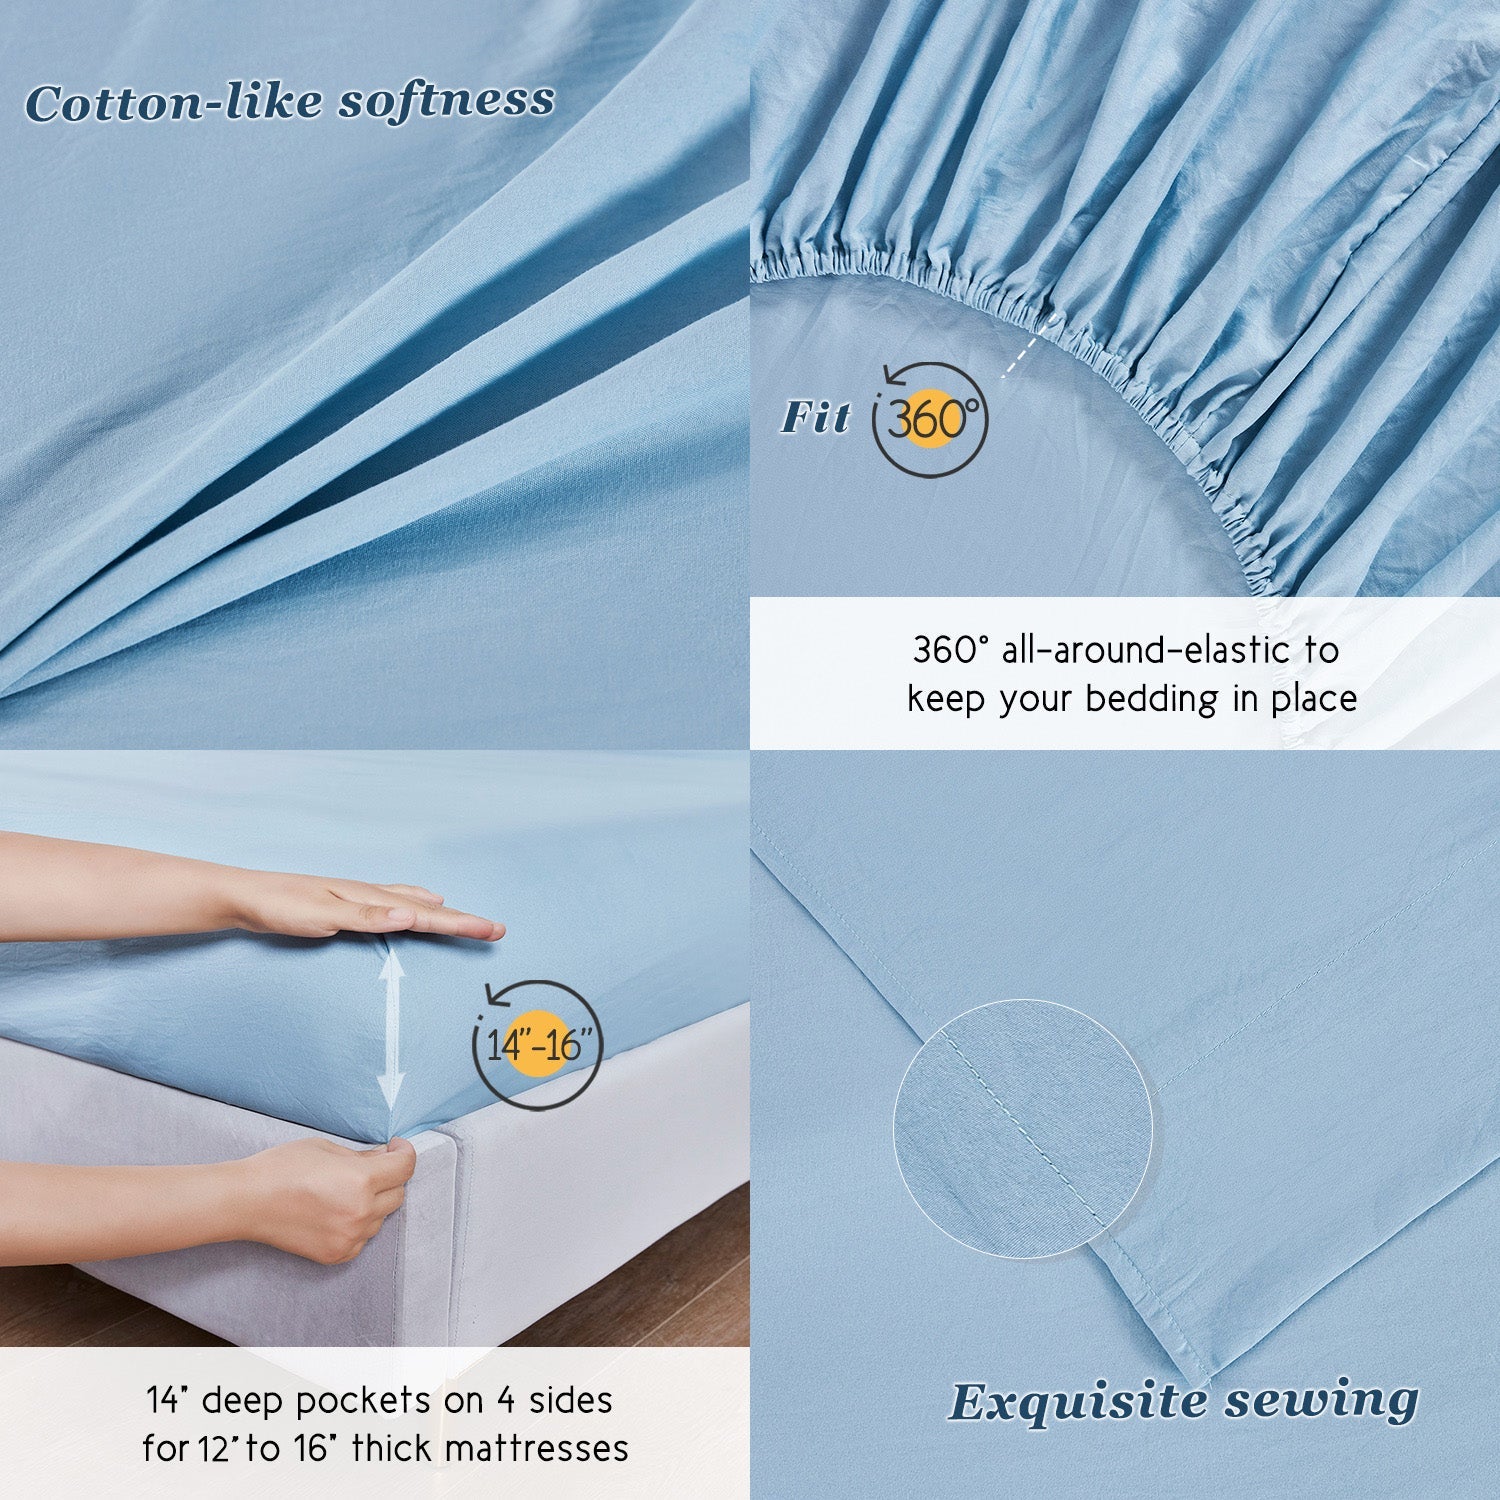 Cotton-like softness
Fit 360°
360° all-around-elastic to
keep your bedding in place
14"-16"
14" deep pockets on 4 sides
for 12" to 16" thick mattresses
Exquisite sewing